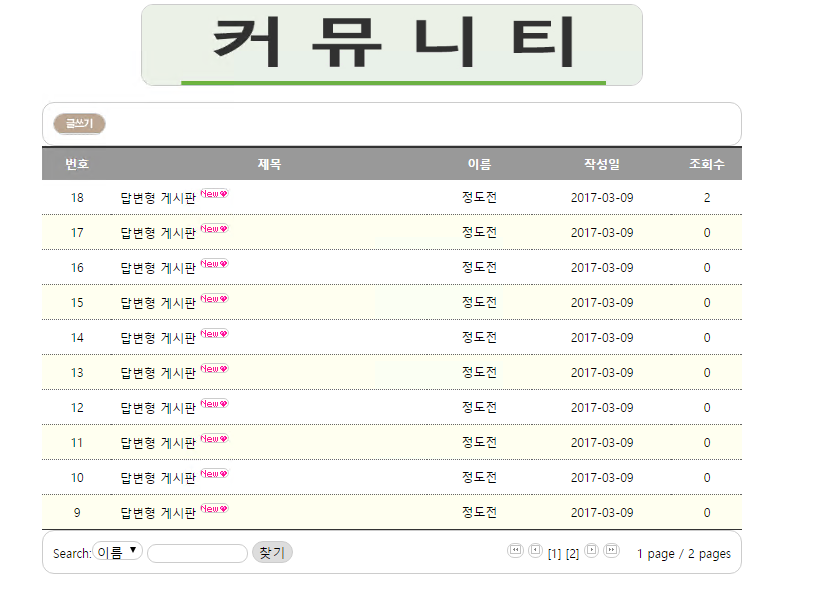 커뮤니티
글쓰기
번호 제목 이름 작성일 조회수
18 답변형 게시판 New 정도전 2017-03-09 2
17 답변형 게시판 New 정도전 2017-03-09 0
16 답변형 게시판 New 정도전 2017-03-09 0
15 답변형 게시판 New 정도전 2017-03-09 0
14 답변형 게시판 New 정도전 2017-03-09 0
13 답변형 게시판 New 정도전 2017-03-09 0
12 답변형 게시판 New 정도전 2017-03-09 0
11 답변형 게시판 New 정도전 2017-03-09 0
10 답변형 게시판 New 정도전 2017-03-09 0
9 답변형 게시판 New 정도전 2017-03-09 0
Search: 이름 찾기 [1] [2] 1 page / 2 pages